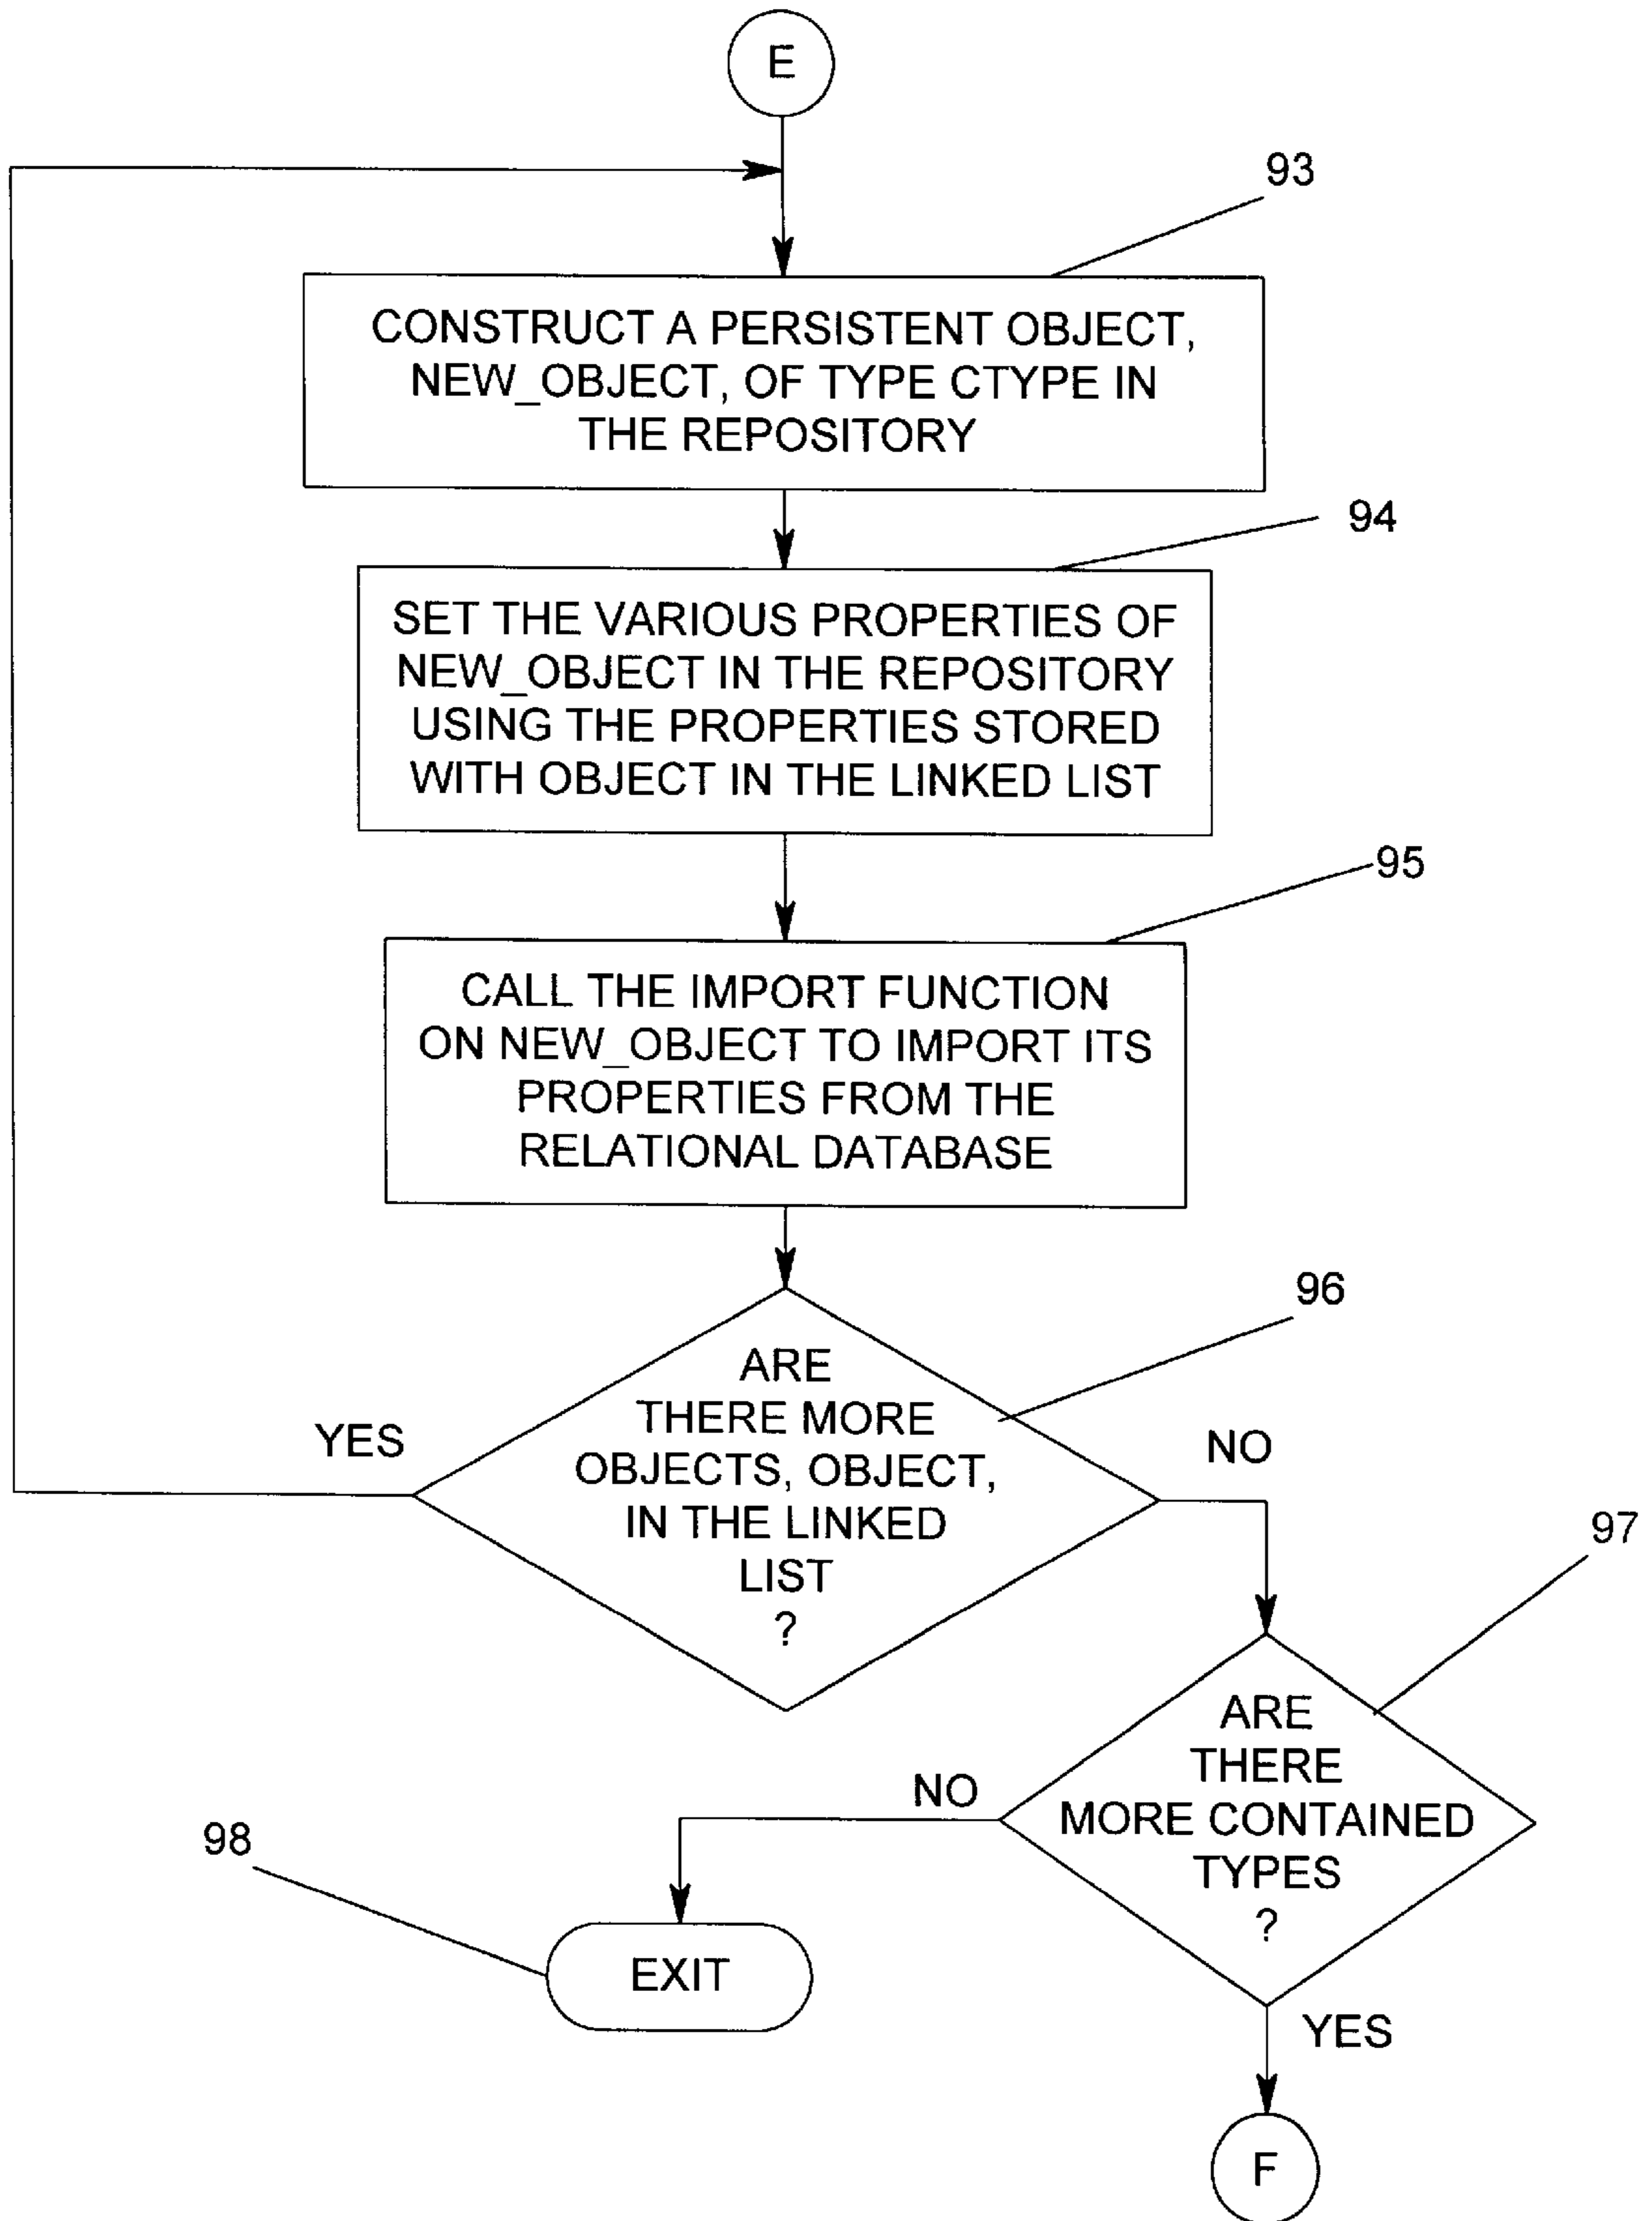 E
93
CONSTRUCT A PERSISTENT OBJECT,
NEW_OBJECT, OF TYPE CTYPE IN
THE REPOSITORY
94
SET THE VARIOUS PROPERTIES OF
NEW_OBJECT IN THE REPOSITORY
USING THE PROPERTIES STORED
WITH OBJECT IN THE LINKED LIST
95
CALL THE IMPORT FUNCTION
ON NEW_OBJECT TO IMPORT ITS
PROPERTIES FROM THE
RELATIONAL DATABASE
96
ARE
THERE MORE
OBJECTS, OBJECT,
IN THE LINKED
LIST
?
YES
NO
97
ARE
THERE
MORE CONTAINED
TYPES
?
NO
98
EXIT
YES
F